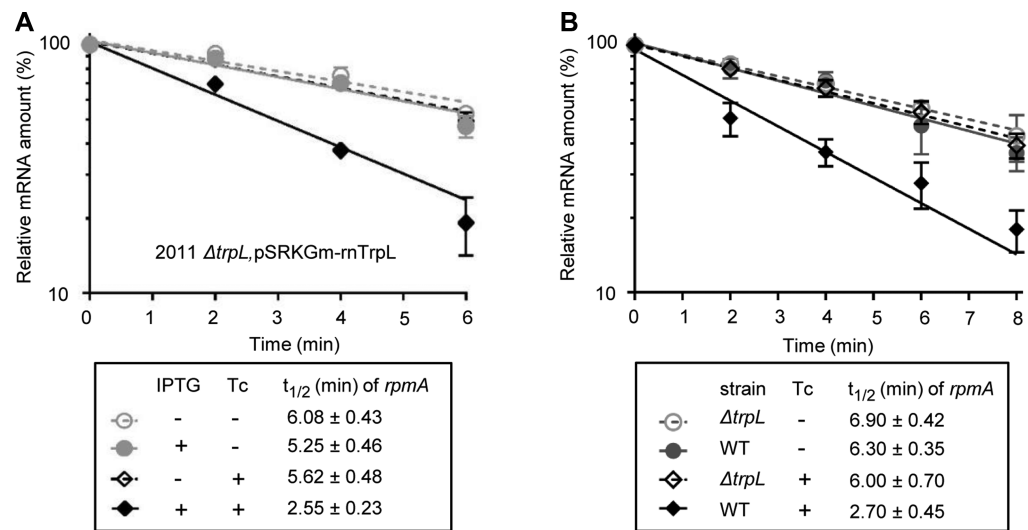 A
Relative mRNA amount (%)
100
10
2011 ΔtrpL,pSRKGm-rnTrpL
0 1 2 3 4 5 6
Time (min)
IPTG Tc t1/2 (min) of rpmA
- - 6.08 ± 0.43
+ - 5.25 ± 0.46
- + 5.62 ± 0.48
+ + 2.55 ± 0.23
B
Relative mRNA amount (%)
100
10
0 1 2 3 4 5 6 7 8
Time (min)
strain Tc t1/2 (min) of rpmA
ΔtrpL - 6.90 ± 0.42
WT - 6.30 ± 0.35
ΔtrpL + 6.00 ± 0.70
WT + 2.70 ± 0.45